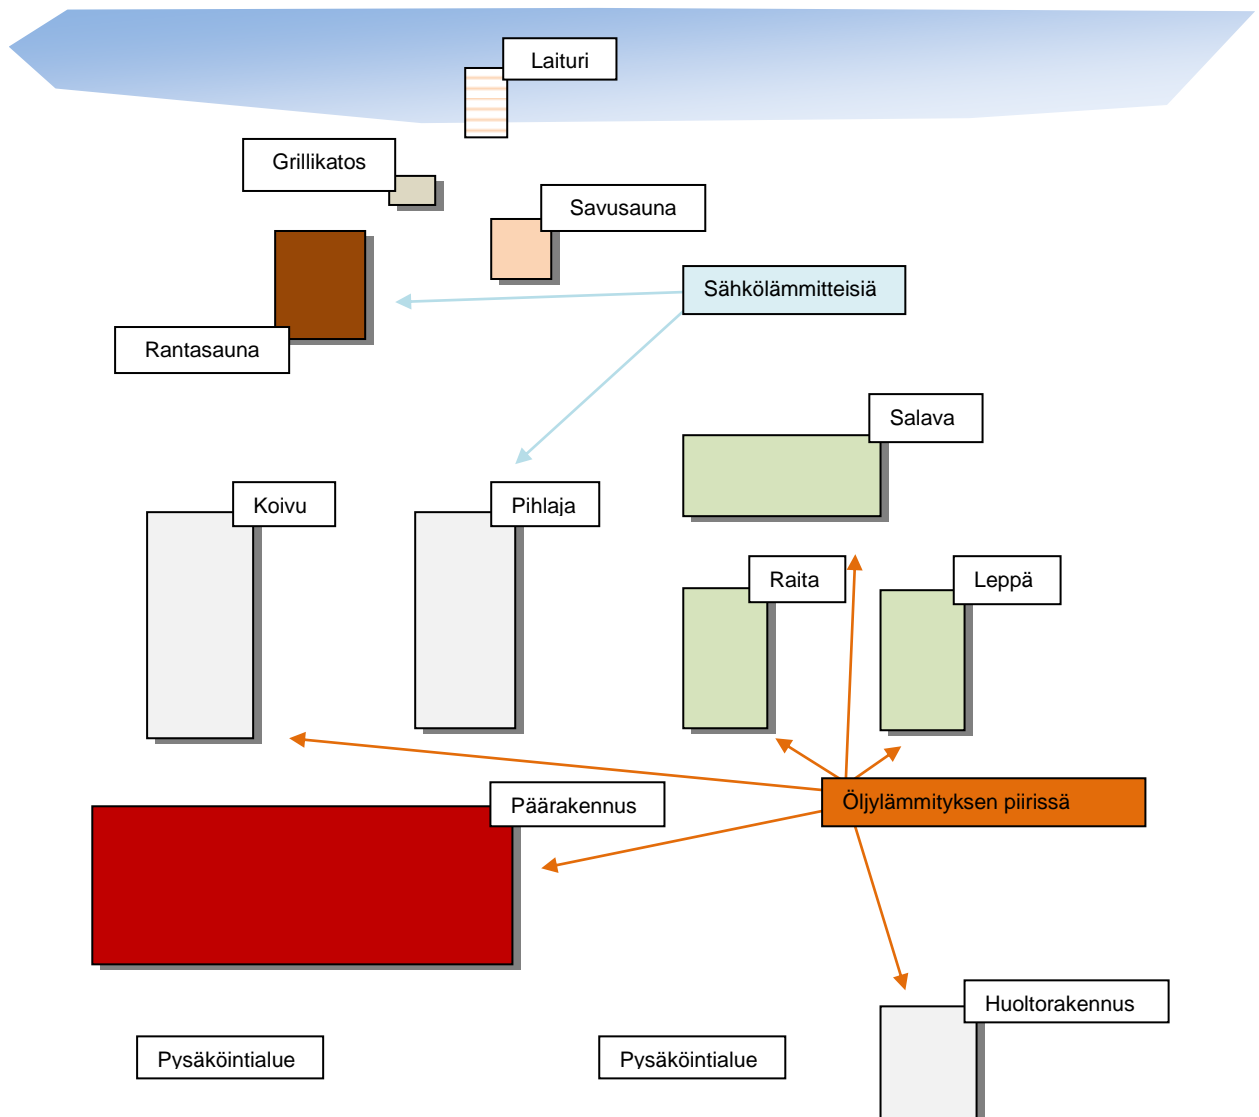 Laituri
Grillikatos
Savusauna
Sähkölämmitteisiä
Rantasauna
Salava
Koivu
Pihlaja
Raita
Leppä
Öljylämmityksen piirissä
Päärakennus
Huoltorakennus
Pysäköintialue
Pysäköintialue